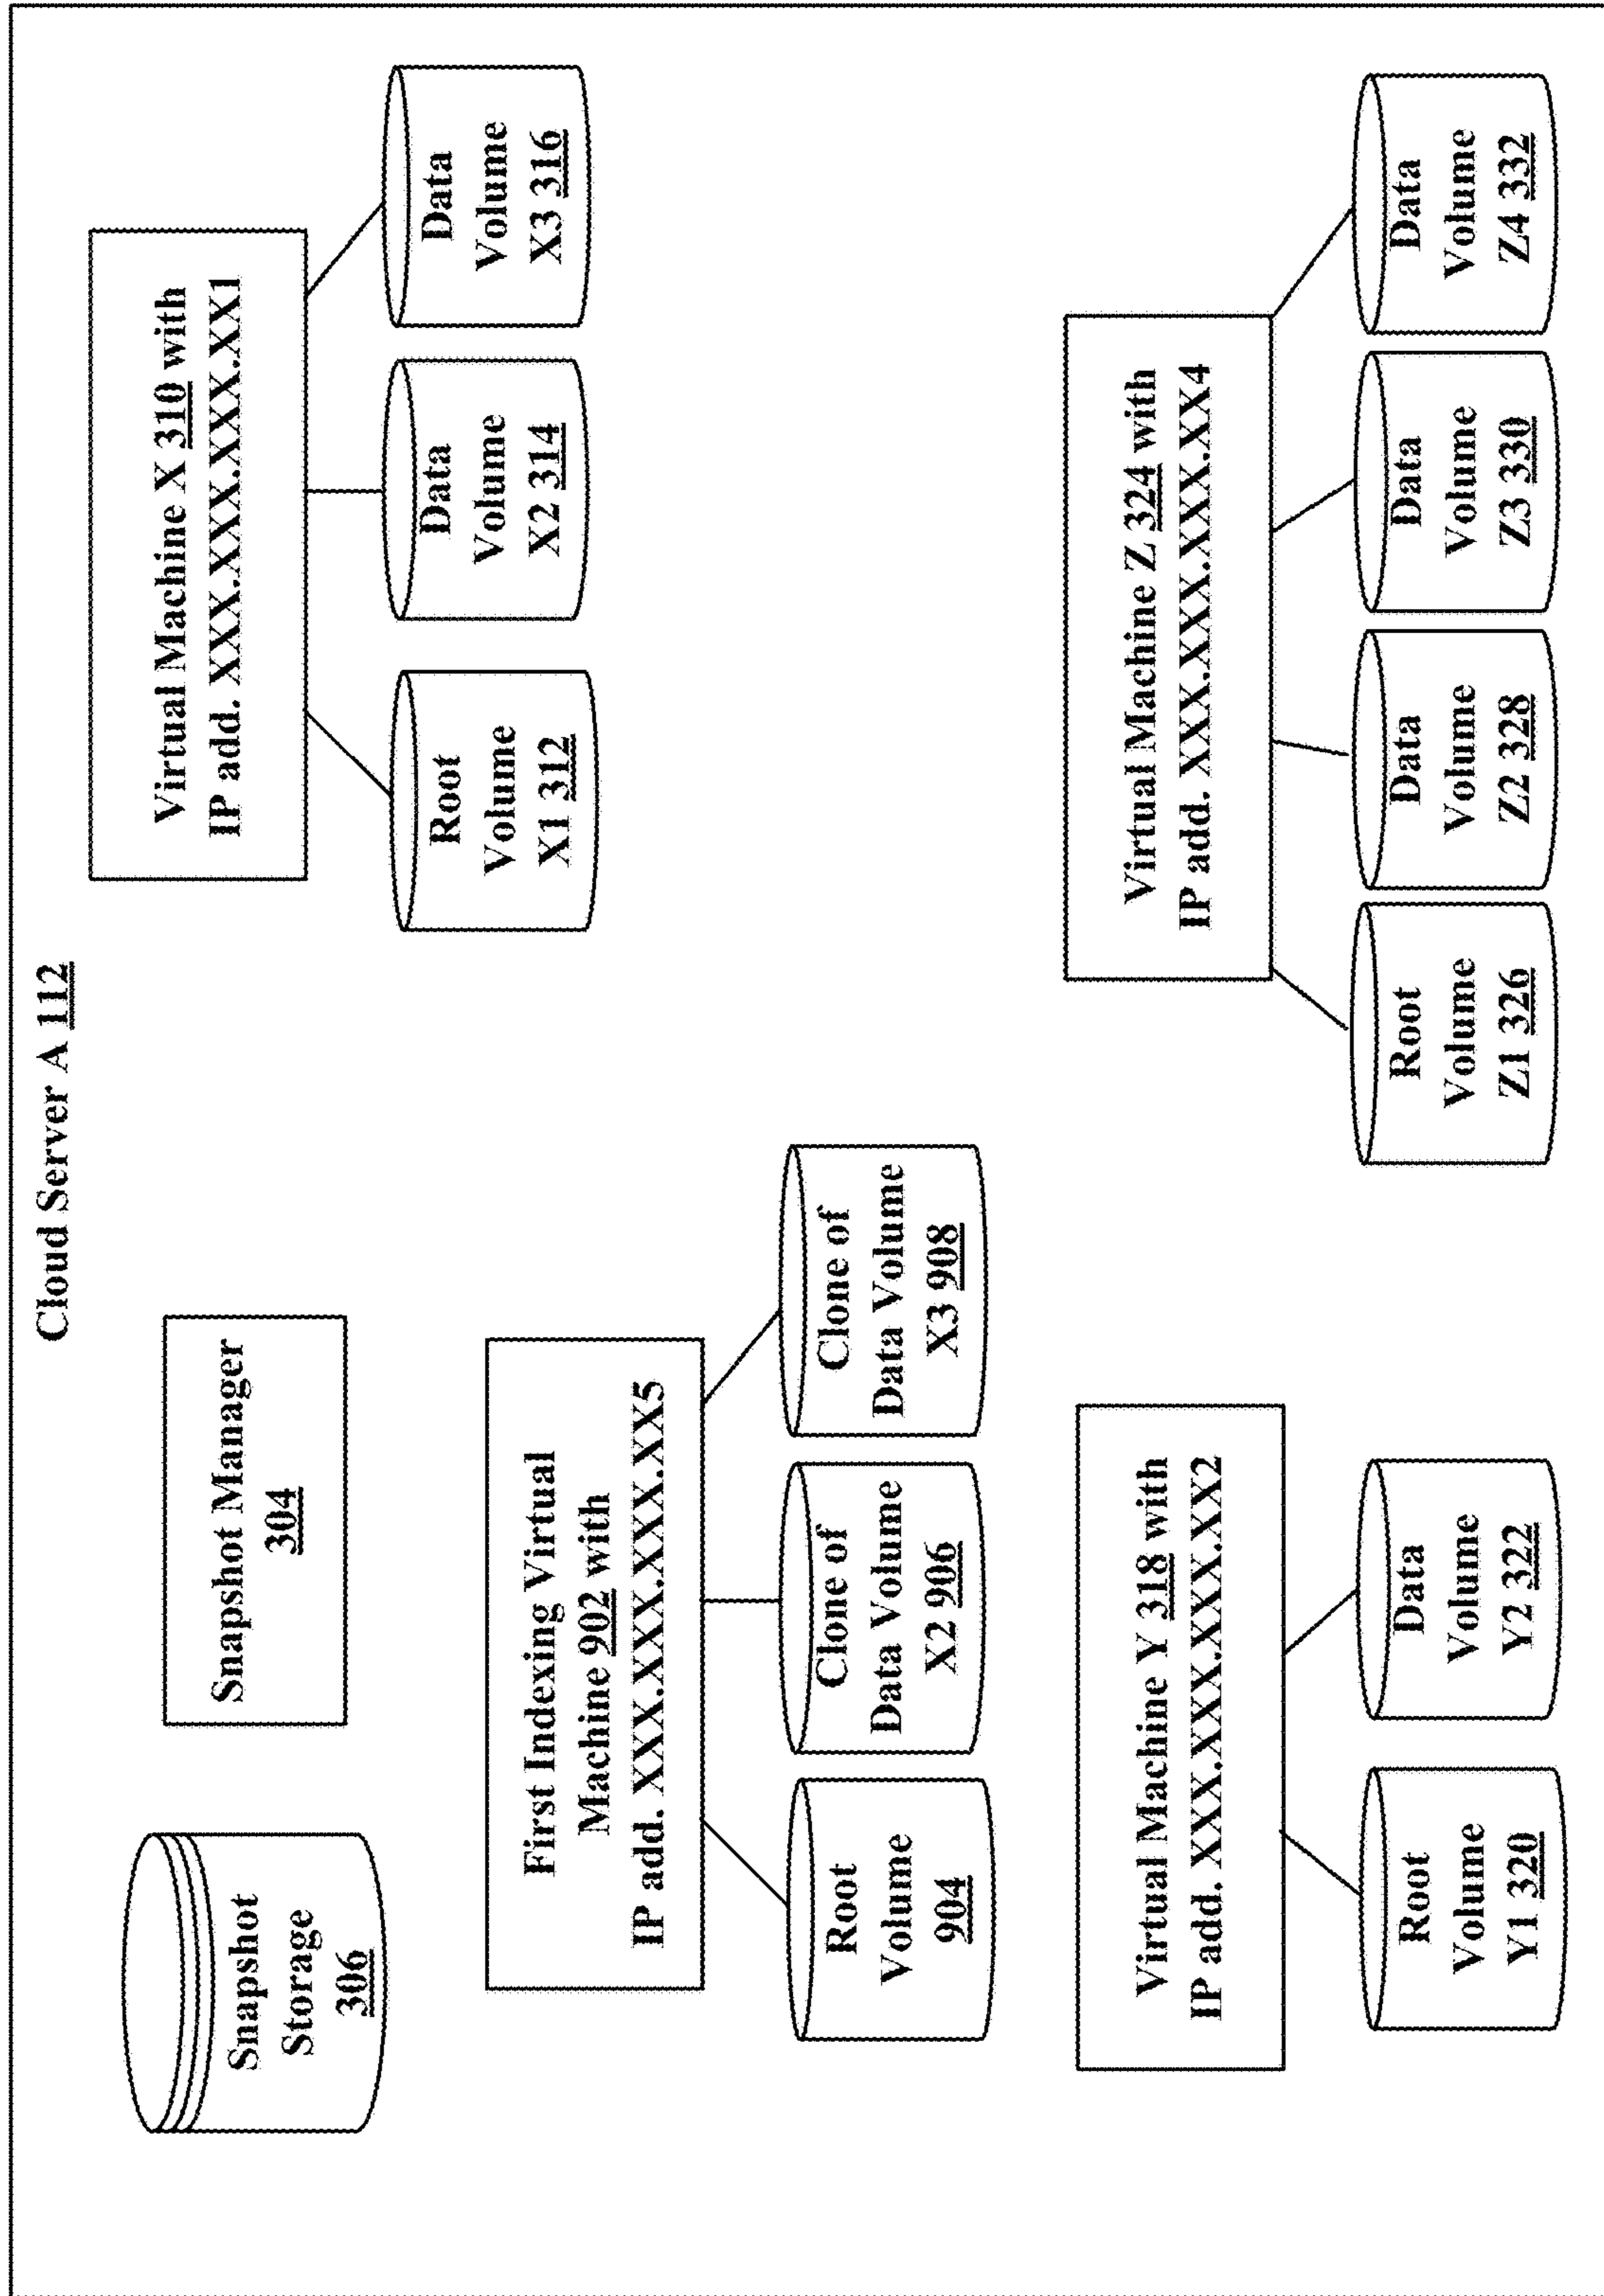 Cloud Server A 112
Snapshot
Storage
306
Snapshot Manager
304
Virtual Machine X 310 with
IP add. XXX.XXX.XXX.XX1
Root
Volume
X1 312
Data
Volume
X2 314
Data
Volume
X3 316
First Indexing Virtual
Machine 902 with
IP add. XXX.XXX.XXX.XX5
Root
Volume
904
Clone of
Data Volume
X2 906
Clone of
Data Volume
X3 908
Virtual Machine Y 318 with
IP add. XXX.XXX.XXX.XX2
Root
Volume
Y1 320
Data
Volume
Y2 322
Virtual Machine Z 324 with
IP add. XXX.XXX.XXX.XX4
Root
Volume
Z1 326
Data
Volume
Z2 328
Data
Volume
Z3 330
Data
Volume
Z4 332